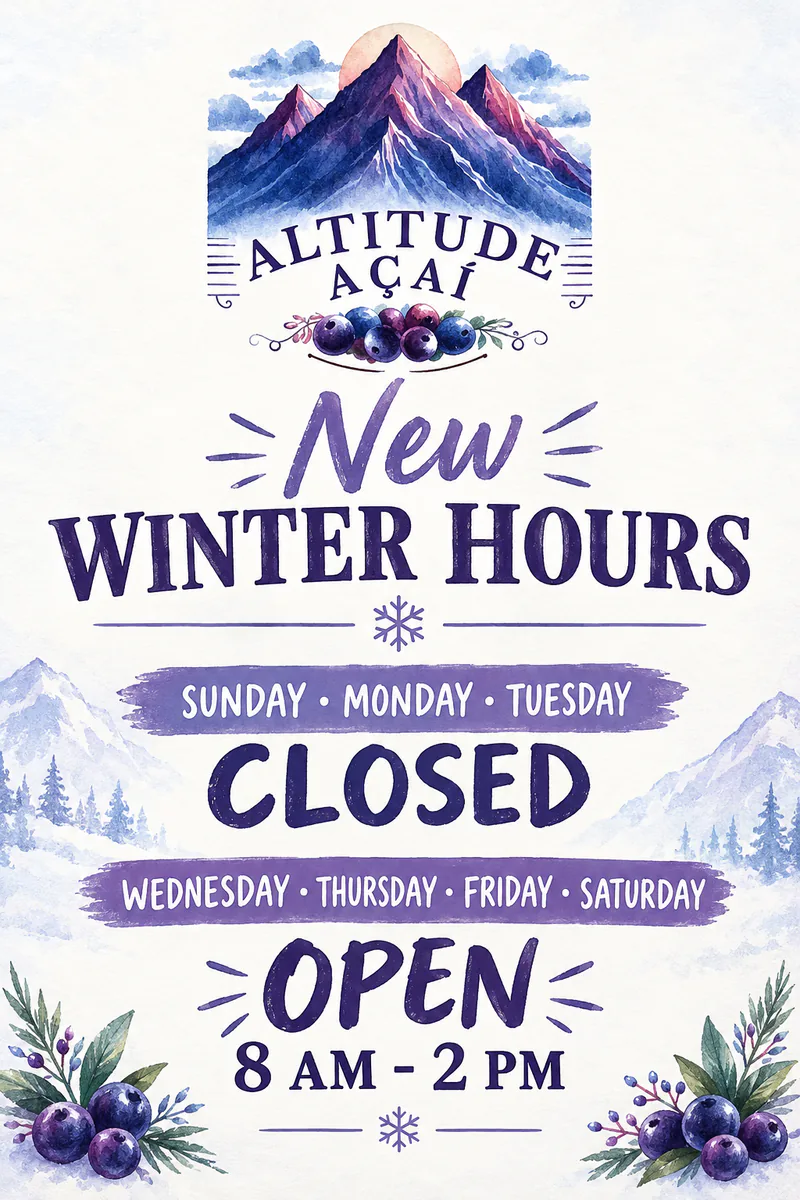 ALTITUDE
AÇAÍ
New
WINTER HOURS
SUNDAY · MONDAY · TUESDAY
CLOSED
WEDNESDAY · THURSDAY · FRIDAY · SATURDAY
OPEN
8 AM - 2 PM